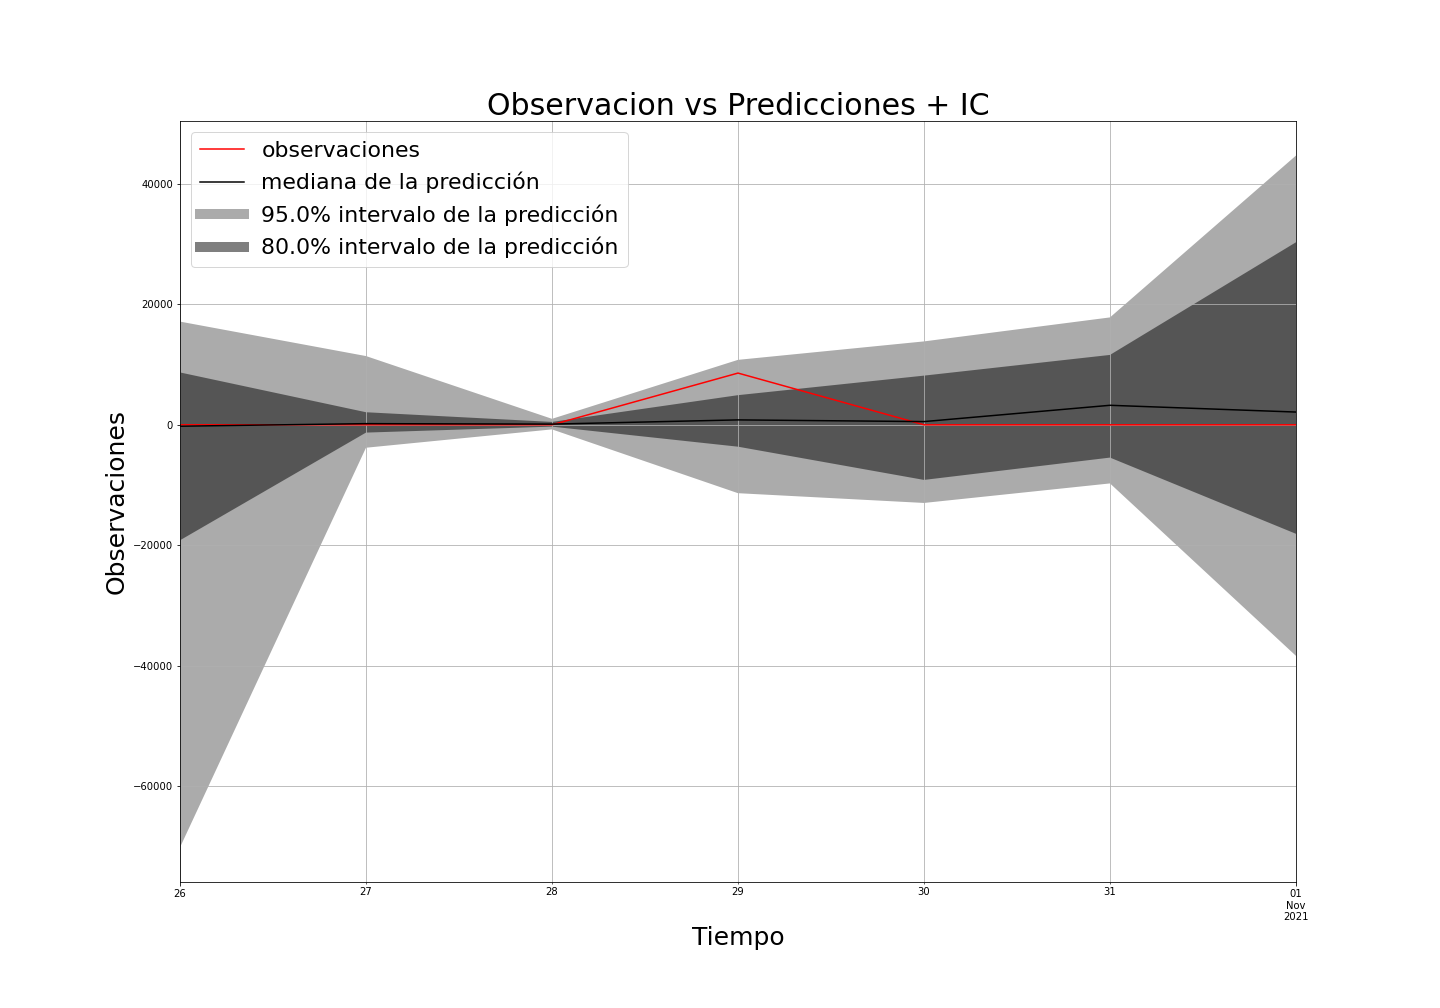 Observacion vs Predicciones + IC
observaciones
mediana de la predicción
95.0% intervalo de la predicción
80.0% intervalo de la predicción
40000
20000
0
−20000
−40000
−60000
Observaciones
26 27 28 29 30 31 01
Nov
2021
Tiempo